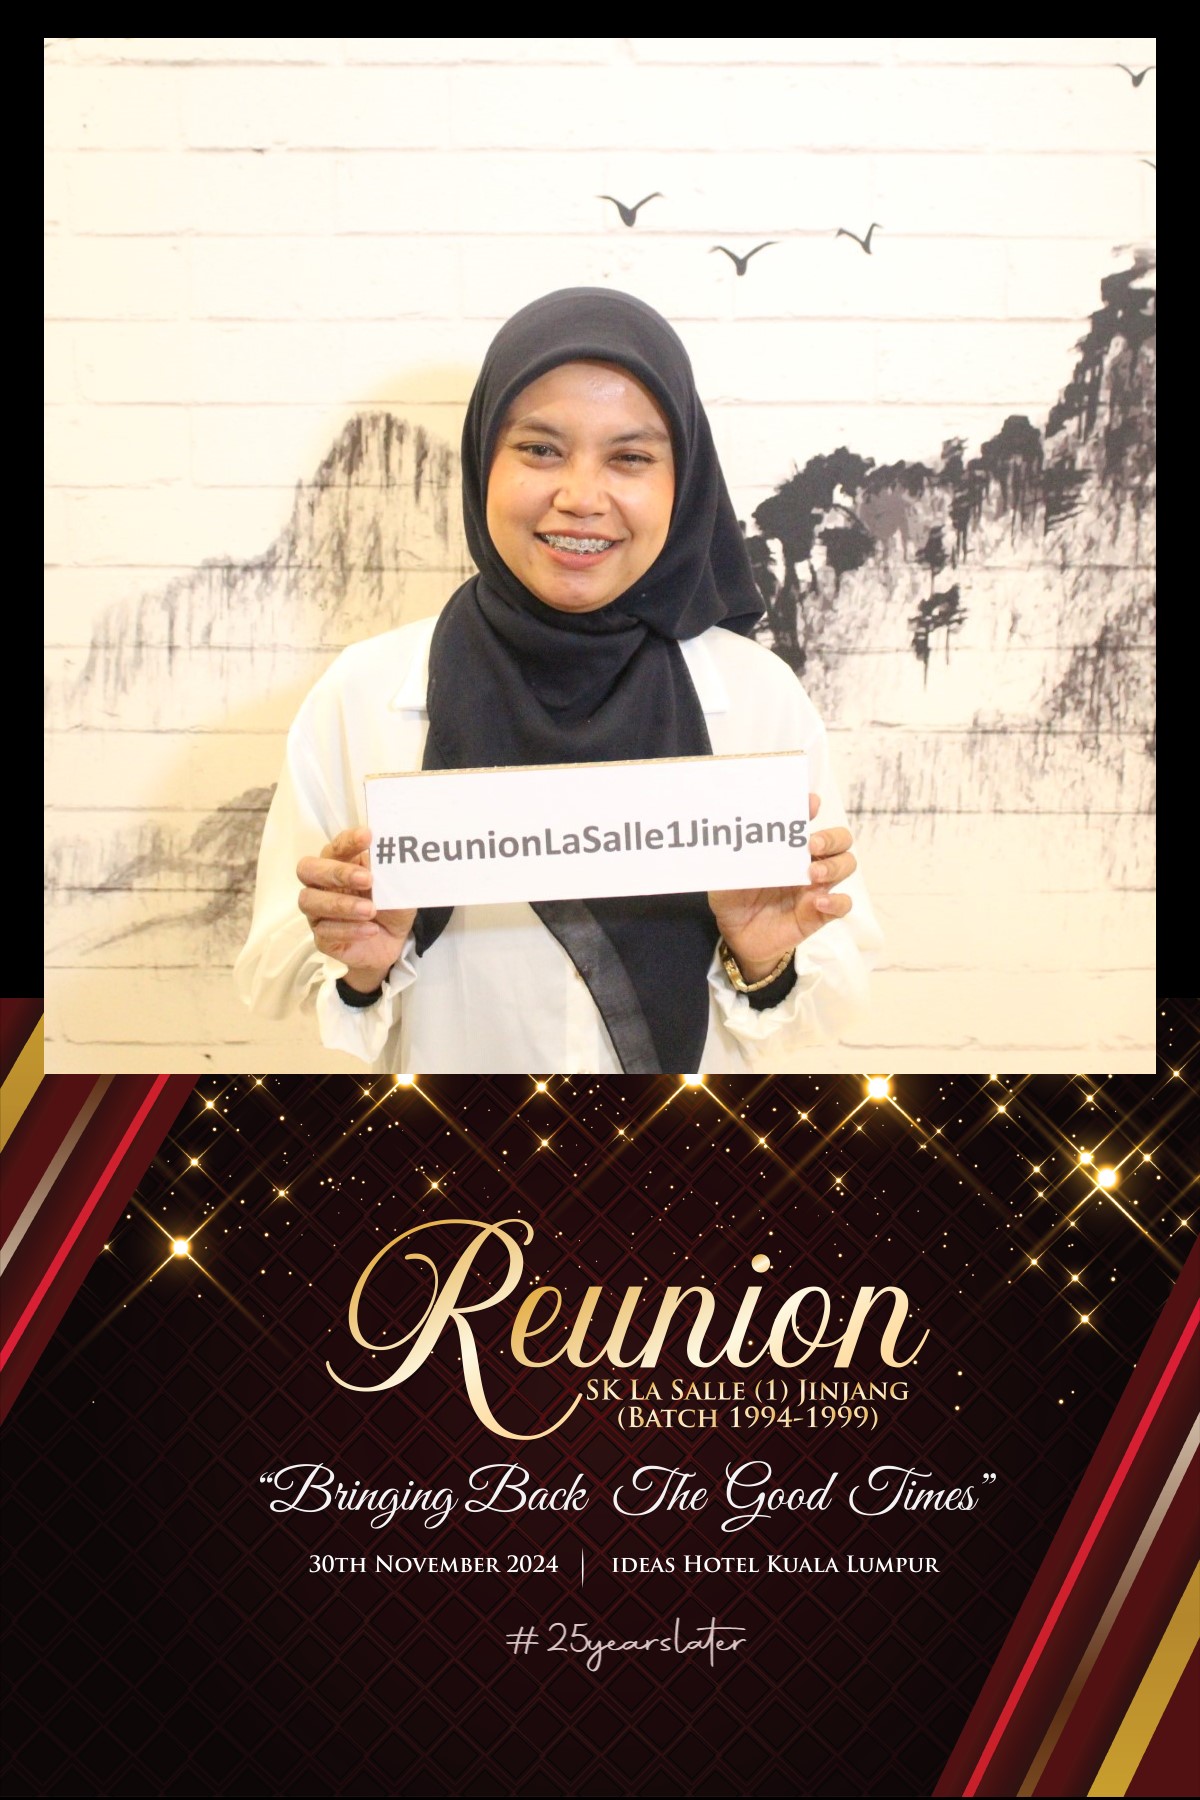 #ReunionLaSalle1Jinjang
Reunion
SK La Salle (1) Jinjang
(Batch 1994-1999)
“Bringing Back The Good Times”
30th November 2024 | ideas Hotel Kuala Lumpur
#25yearslater